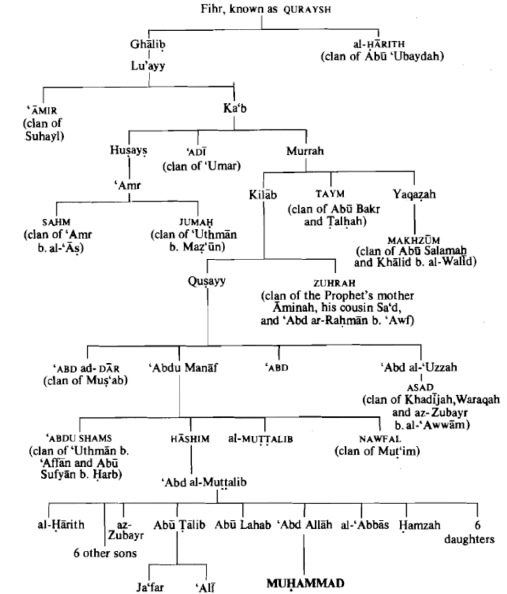 Fihr, known as QURAYSH
Ghālib
al-ḤĀRITH
(clan of Abū ‘Ubaydah)
Lu’ayy
‘ĀMIR
(clan of
Suhayl)
Ka‘b
Huṣayṣ
‘ADĪ
(clan of ‘Umar)
Murrah
‘Amr
Kilāb
TAYM
(clan of Abū Bakr
and Ṭalḥah)
Yaqaẓah
SAHM
(clan of ‘Amr
b. al-‘Āṣ)
JUMAḤ
(clan of ‘Uthmān
b. Maẓ‘ūn)
MAKHZŪM
(clan of Abū Salamah
and Khālid b. al-Walīd)
Quṣayy
ZUHRAH
(clan of the Prophet's mother
Āminah, his cousin Sa‘d,
and ‘Abd ar-Raḥmān b. ‘Awf)
‘ABD ad-DĀR
(clan of Muṣ‘ab)
‘Abdu Manāf
‘ABD
‘Abd al-‘Uzzah
ASAD
(clan of Khadījah,Waraqah
and az-Zubayr
b. al-‘Awwām)
‘ABDU SHAMS
(clan of ‘Uthmān b.
‘Affān and Abū
Sufyān b. Ḥarb)
HĀSHIM
al-MUṬṬALIB
NAWFAL
(clan of Muṭ‘im)
‘Abd al-Muṭṭalib
al-Ḥārith
6 other sons
az-
Zubayr
Abū Ṭālib
Abū Lahab
‘Abd Allāh
al-‘Abbās
Ḥamzah
6
daughters
Ja‘far
‘Alī
MUḤAMMAD